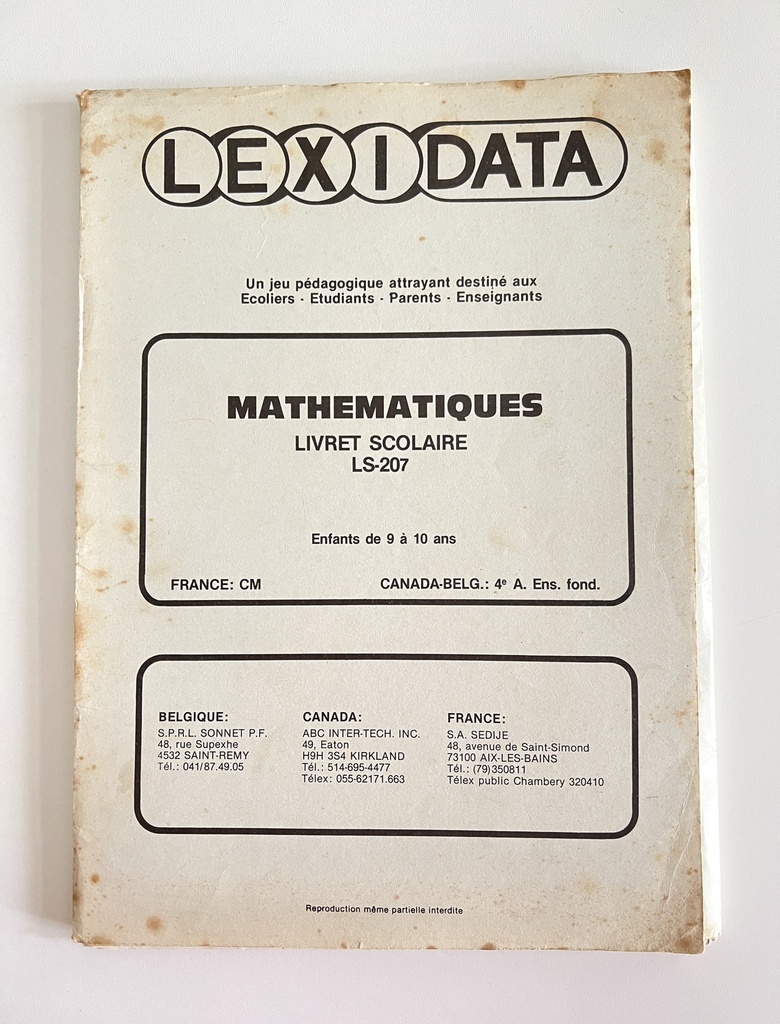 LEXIDATA
Un jeu pédagogique attrayant destiné aux
Ecoliers - Etudiants - Parents - Enseignants
MATHEMATIQUES
LIVRET SCOLAIRE
LS-207
Enfants de 9 à 10 ans
FRANCE: CM
CANADA-BELG.: 4e A. Ens. fond.
BELGIQUE:
S.P.R.L. SONNET P.F.
48, rue Supexhe
4532 SAINT-REMY
Tél.: 041/87.49.05
CANADA:
ABC INTER-TECH. INC.
49, Eaton
H9H 3S4 KIRKLAND
Tél.: 514-695-4477
Télex: 055-62171.663
FRANCE:
S.A. SEDIJE
48, avenue de Saint-Simond
73100 AIX-LES-BAINS
Tél.: (79)350811
Télex public Chambery 320410
Reproduction même partielle interdite